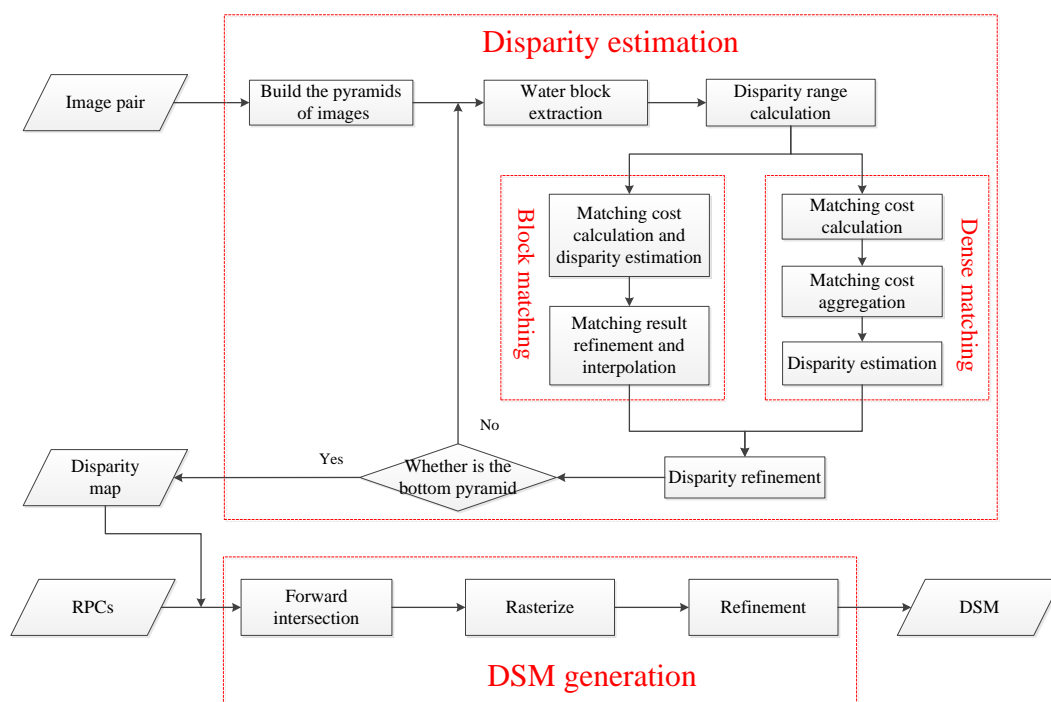 Disparity estimation
Image pair
Build the pyramids
of images
Water block
extraction
Disparity range
calculation
Block matching
Matching cost
calculation and
disparity estimation
Matching result
refinement and
interpolation
Matching cost
calculation
Matching cost
aggregation
Disparity estimation
Dense matching
No
Yes
Disparity
map
Whether is the
bottom pyramid
Disparity refinement
RPCs
Forward
intersection
Rasterize
Refinement
DSM
DSM generation